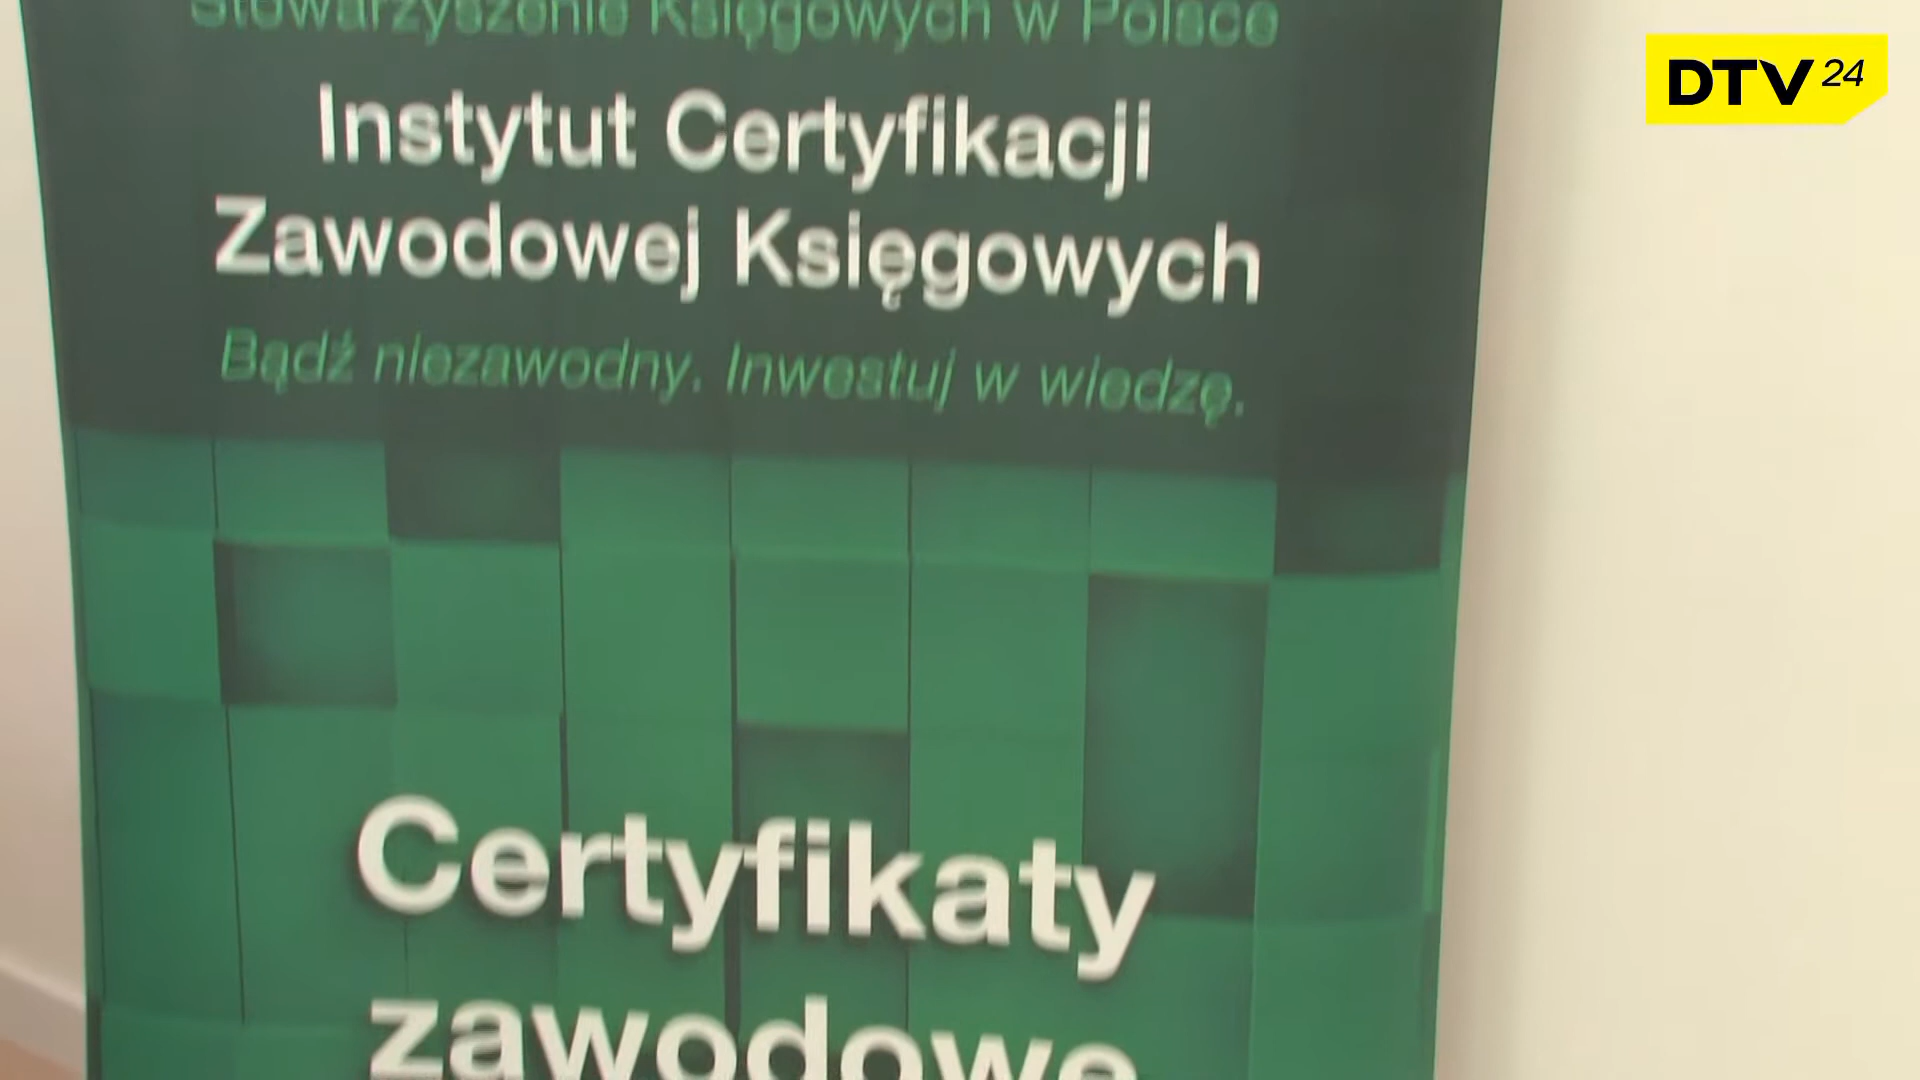 Stowarzyszenie Księgowych w Polsce
DTV 24
Instytut Certyfikacji
Zawodowej Księgowych
Bądź niezawodny. Inwestuj w wiedzę.
Certyfikaty
zawodowe